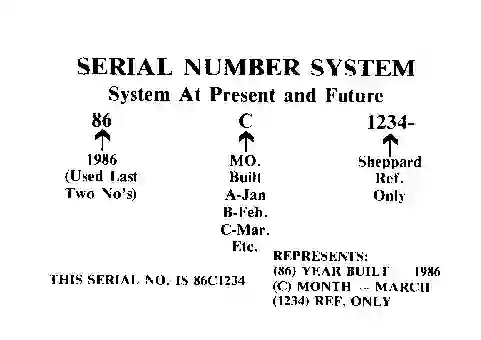 SERIAL NUMBER SYSTEM
System At Present and Future
86 C 1234-
1986 MO. Sheppard
(Used Last Built Ref.
Two No's) A-Jan Only
B-Feb.
C-Mar.
Etc.
REPRESENTS:
(86) YEAR BUILT 1986
THIS SERIAL NO. IS 86C1234
(C) MONTH -- MARCH
(1234) REF. ONLY